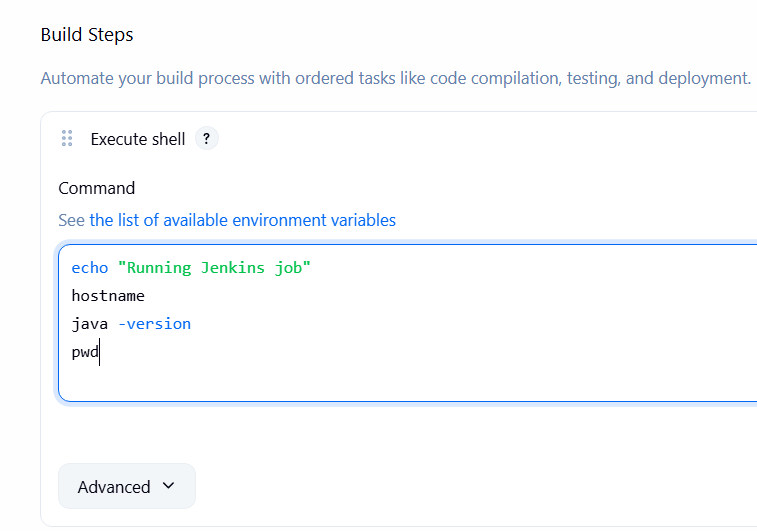 Build Steps
Automate your build process with ordered tasks like code compilation, testing, and deployment.
Execute shell ?
Command
See the list of available environment variables
echo "Running Jenkins job"
hostname
java -version
pwd
Advanced